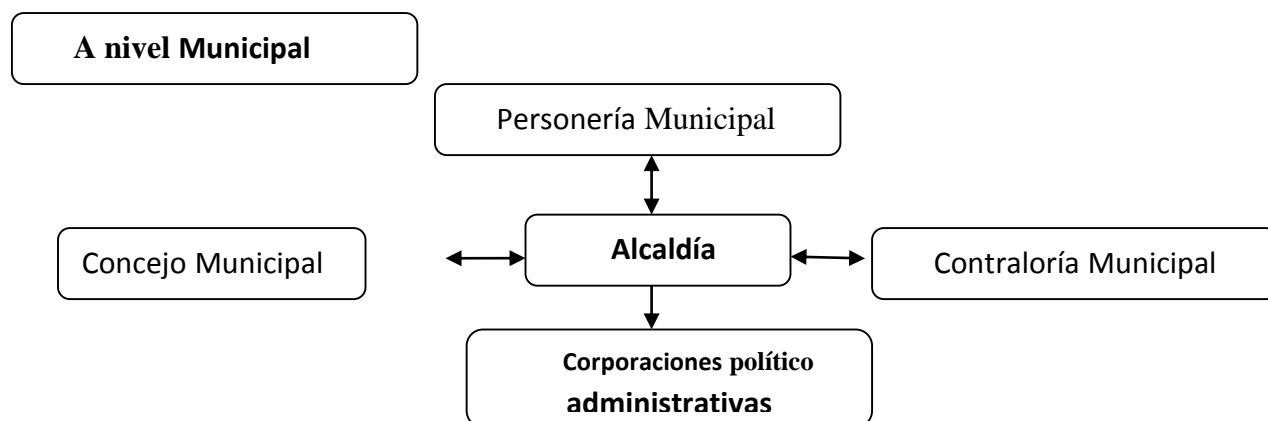 A nivel Municipal
Personería Municipal
Concejo Municipal
Alcaldía
Contraloría Municipal
Corporaciones político
administrativas